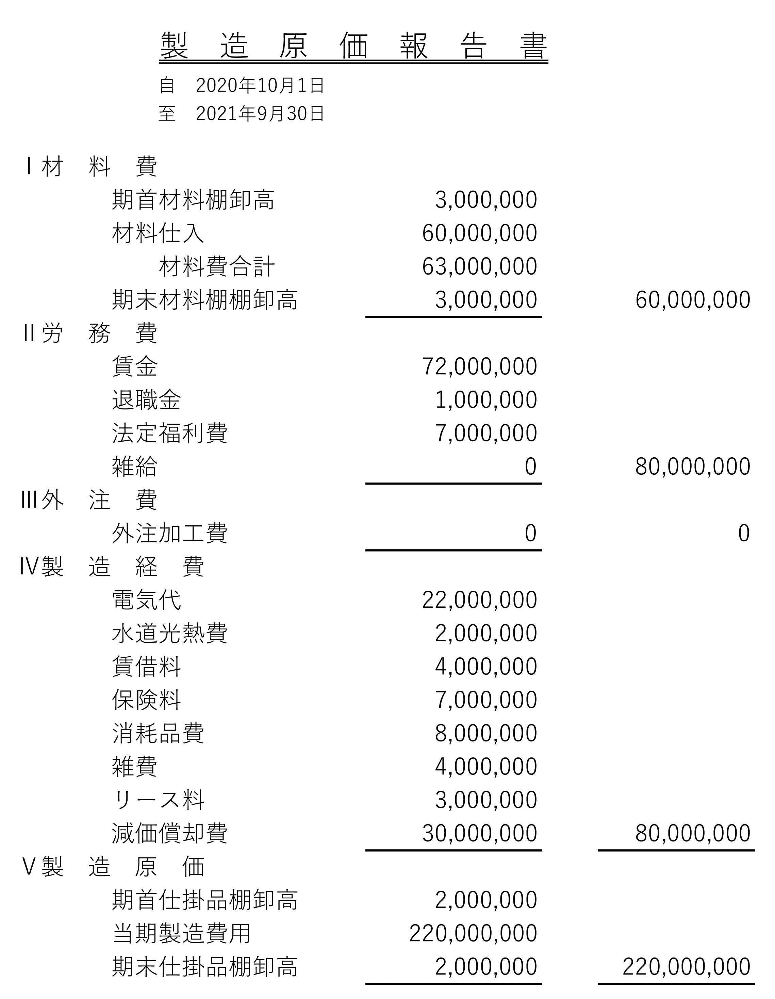 製造原価報告書
自 2020年10月1日
至 2021年9月30日
Ⅰ材料費
期首材料棚卸高 3,000,000
材料仕入 60,000,000
材料費合計 63,000,000
期末材料棚棚卸高 3,000,000 60,000,000
Ⅱ労務費
賃金 72,000,000
退職金 1,000,000
法定福利費 7,000,000
雑給 0 80,000,000
Ⅲ外注費
外注加工費 0 0
Ⅳ製造経費
電気代 22,000,000
水道光熱費 2,000,000
賃借料 4,000,000
保険料 7,000,000
消耗品費 8,000,000
雑費 4,000,000
リース料 3,000,000
減価償却費 30,000,000 80,000,000
Ⅴ製造原価
期首仕掛品棚卸高 2,000,000
当期製造費用 220,000,000
期末仕掛品棚卸高 2,000,000 220,000,000